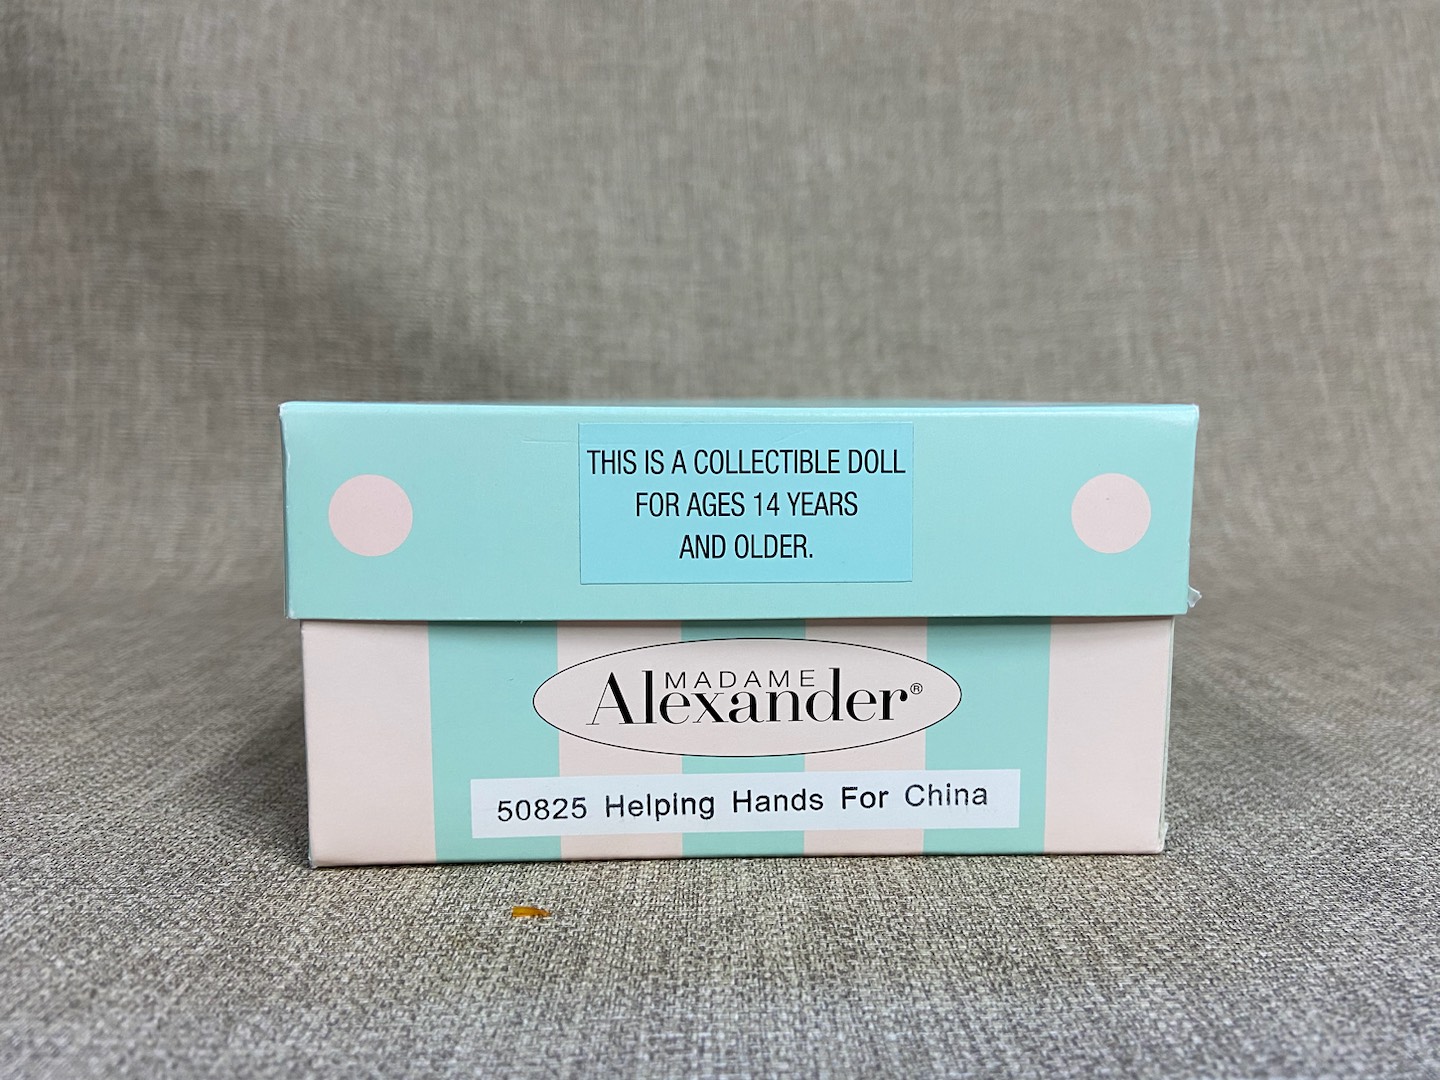 THIS IS A COLLECTIBLE DOLL
FOR AGES 14 YEARS
AND OLDER.
MADAME
Alexander®
50825 Helping Hands For China